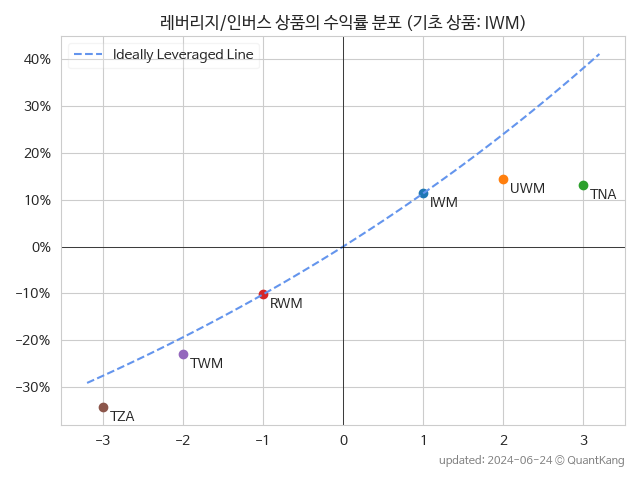 레버리지/인버스 상품의 수익률 분포 (기초 상품: IWM)
Ideally Leveraged Line
40%
30%
20%
10%
0%
−10%
−20%
−30%
IWM
UWM
TNA
RWM
TWM
TZA
−3
−2
−1
0
1
2
3
updated: 2024-06-24 © QuantKang